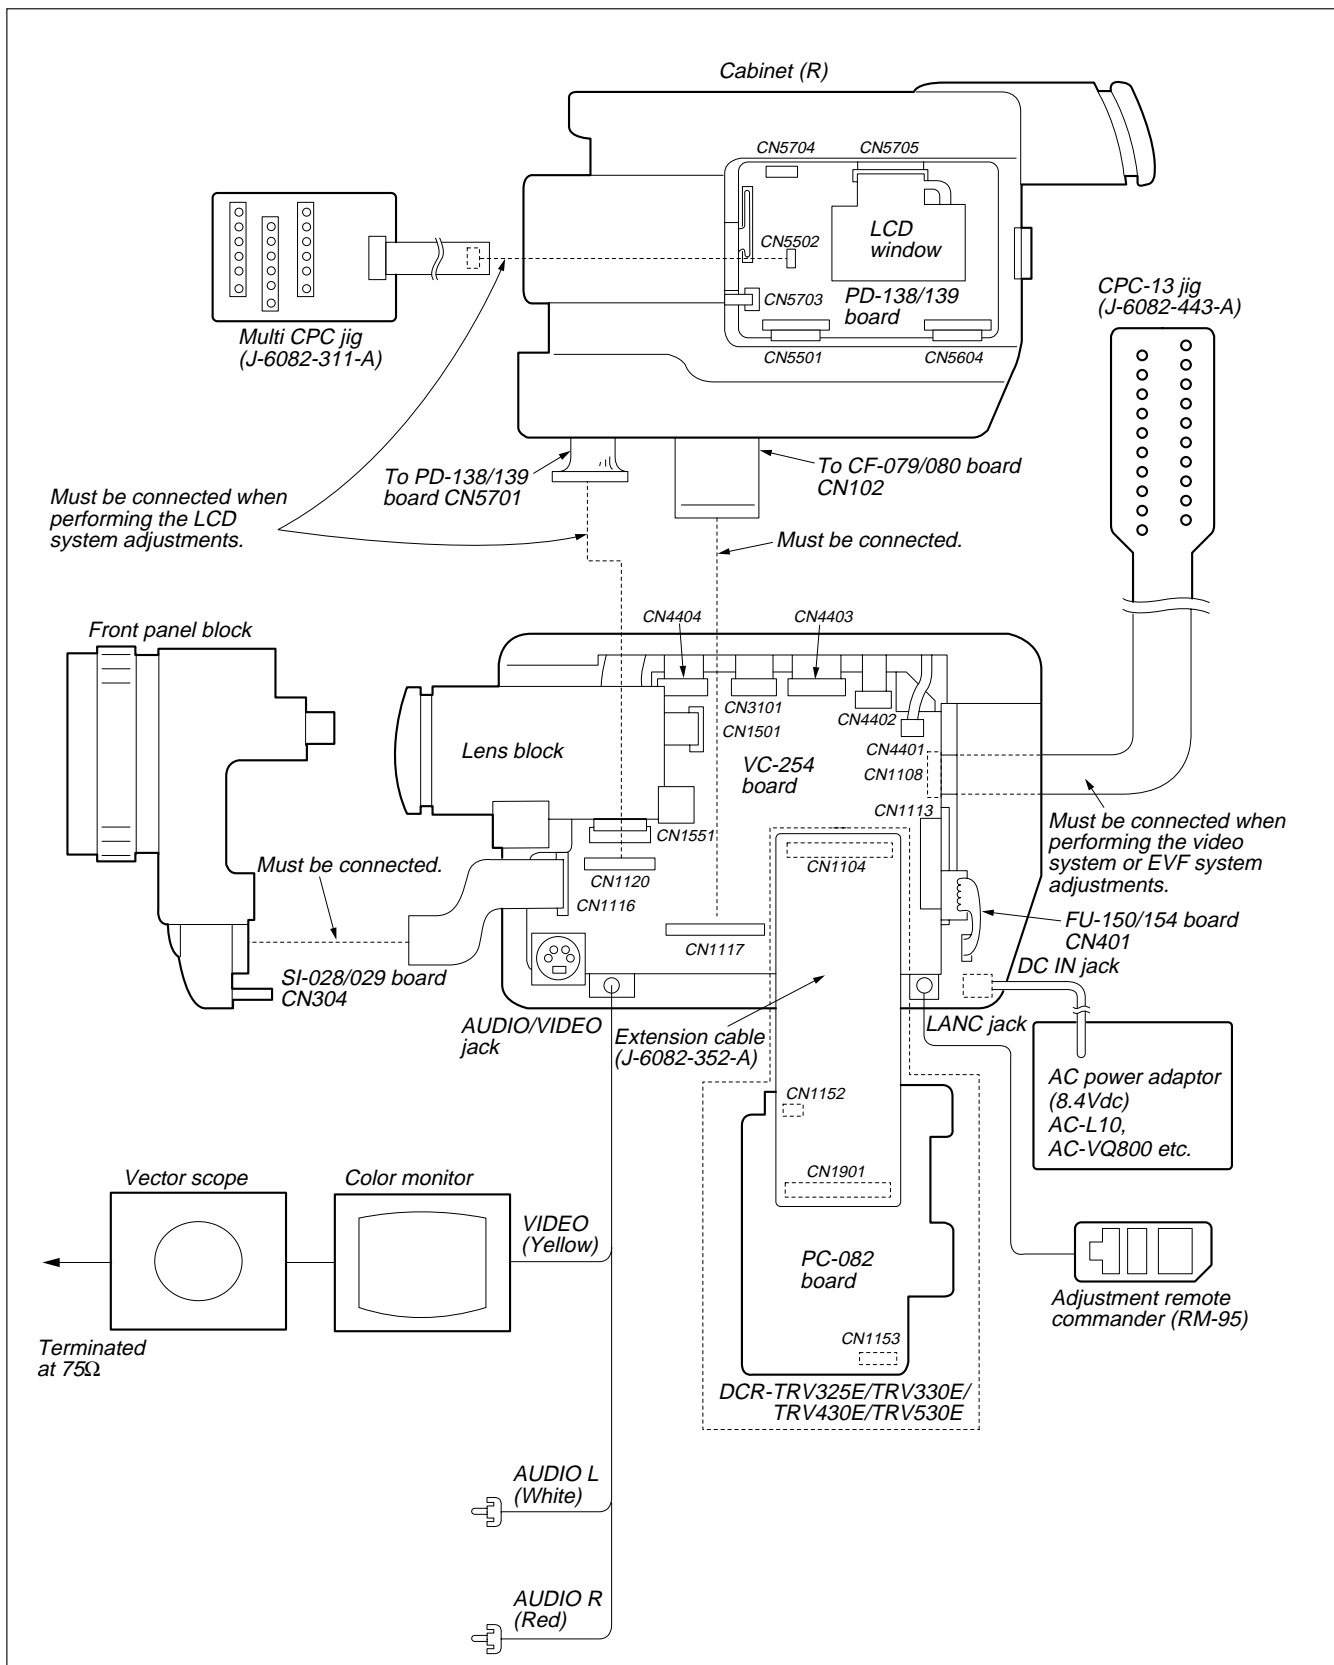 Cabinet (R)
CN5704
CN5705
CN5502
LCD
window
CN5703
PD-138/139
board
CN5501
CN5604
Multi CPC jig
(J-6082-311-A)
CPC-13 jig
(J-6082-443-A)
To PD-138/139
board CN5701
To CF-079/080 board
CN102
Must be connected when
performing the LCD
system adjustments.
Must be connected.
Front panel block
CN4404
CN4403
CN3101
CN1501
CN4402
CN4401
CN1108
Lens block
VC-254
board
CN1113
CN1551
Must be connected when
performing the video
system or EVF system
adjustments.
Must be connected.
CN1120
CN1104
CN1116
CN1117
FU-150/154 board
CN401
SI-028/029 board
CN304
DC IN jack
AUDIO/VIDEO
jack
Extension cable
(J-6082-352-A)
LANC jack
AC power adaptor
(8.4Vdc)
AC-L10,
AC-VQ800 etc.
CN1152
CN1901
Vector scope
Color monitor
VIDEO
(Yellow)
PC-082
board
Adjustment remote
commander (RM-95)
Terminated
at 75Ω
CN1153
DCR-TRV325E/TRV330E/
TRV430E/TRV530E
AUDIO L
(White)
AUDIO R
(Red)